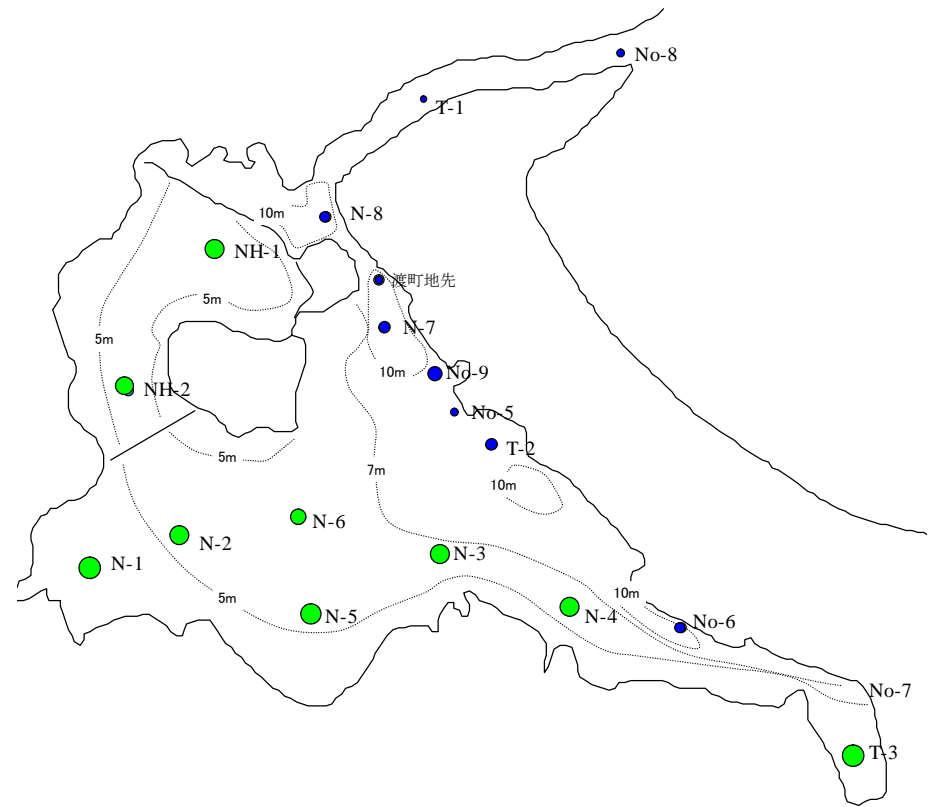 No-8
T-1
10m
N-8
NH-1
渡町地先
5m
N-7
5m
10m
No-9
NH-2
No-5
T-2
5m
7m
10m
N-6
N-2
N-3
N-1
5m
10m
N-5
N-4
No-6
No-7
T-3